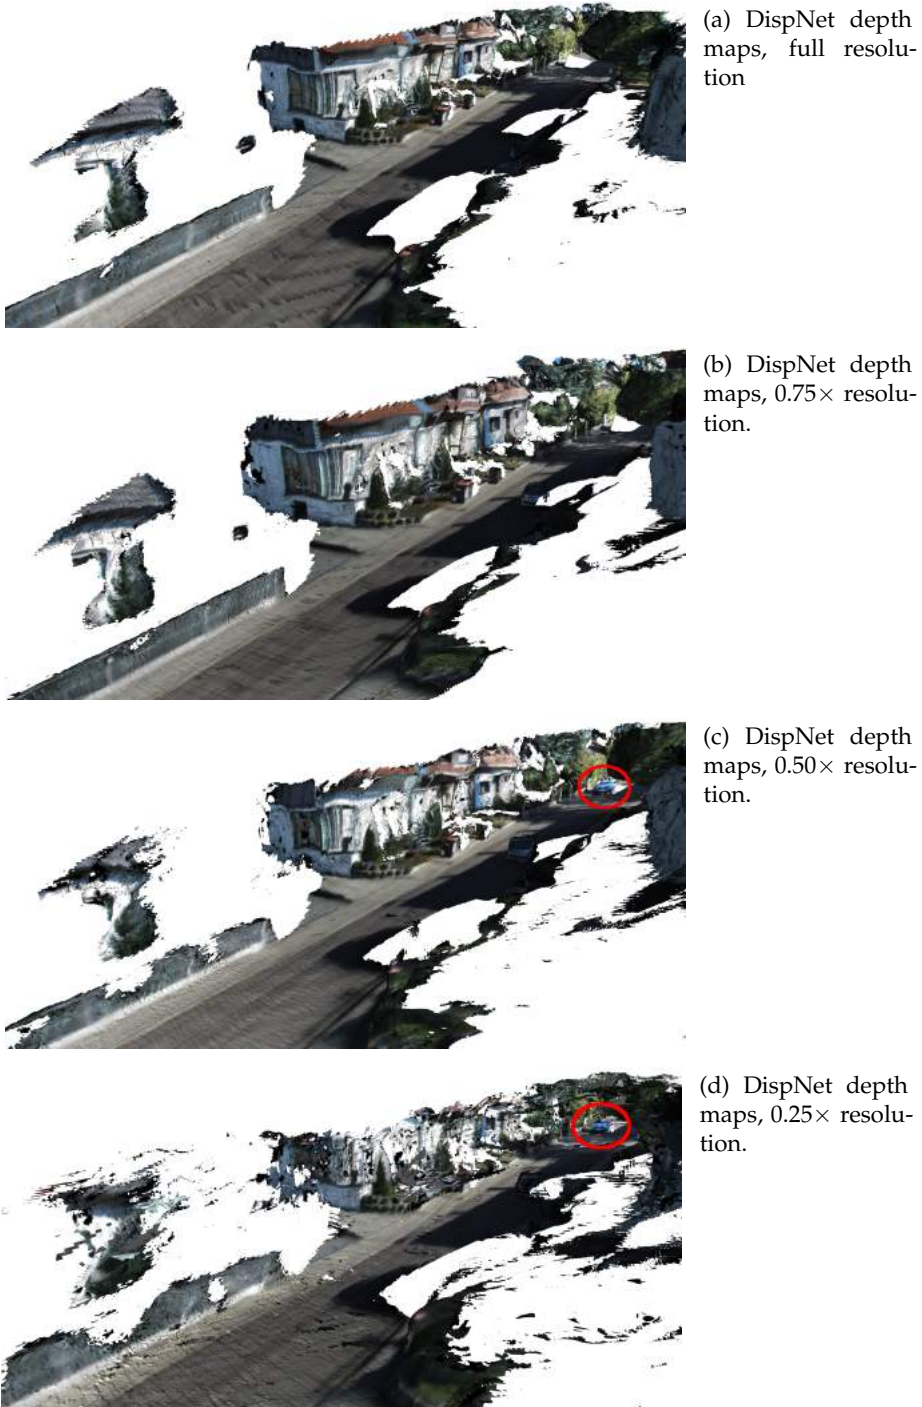 (a) DispNet depth
maps, full resolu-
tion
(b) DispNet depth
maps, 0.75× resolu-
tion.
(c) DispNet depth
maps, 0.50× resolu-
tion.
(d) DispNet depth
maps, 0.25× resolu-
tion.